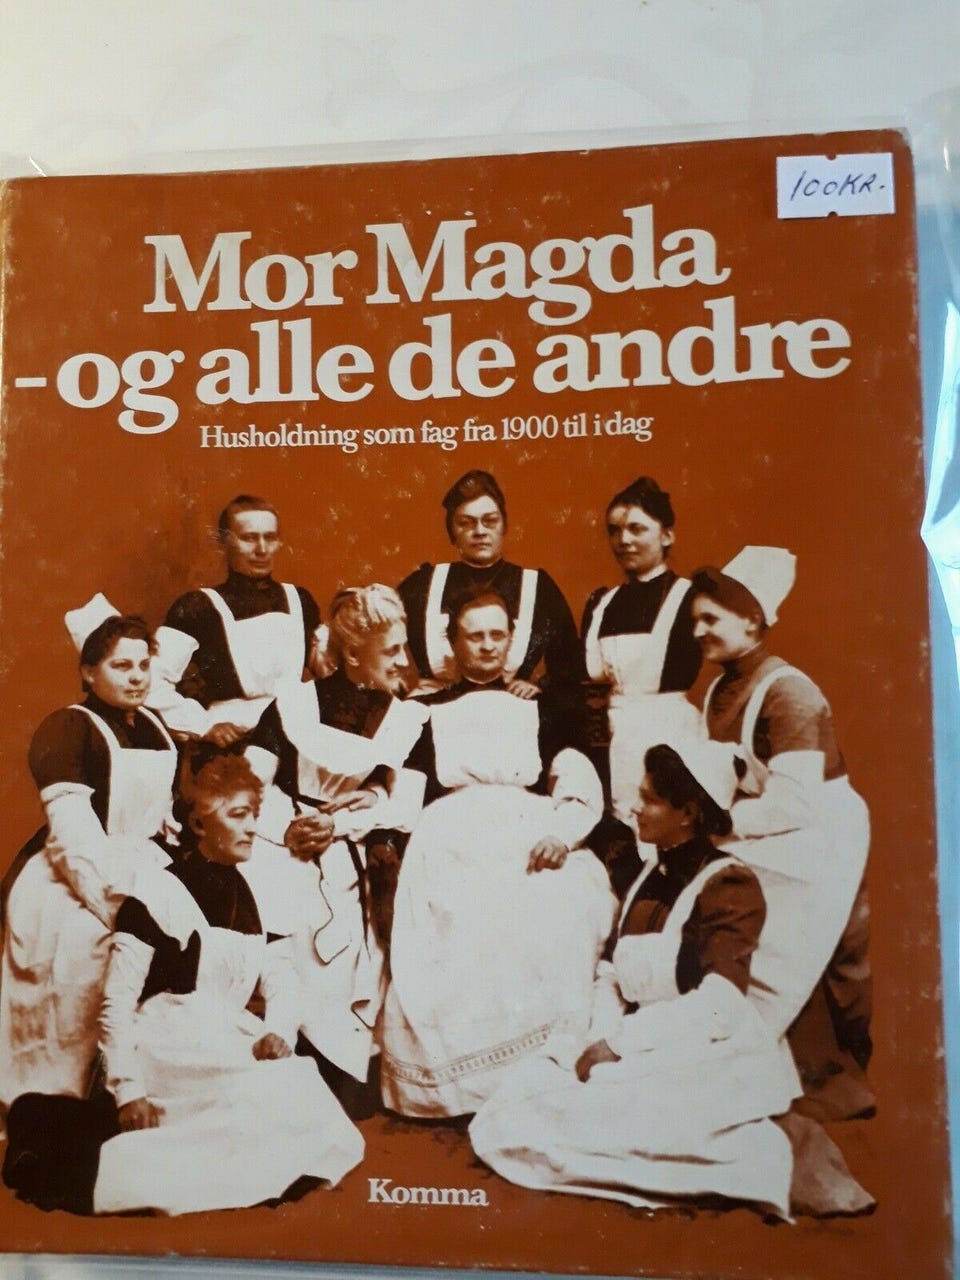 100KR.
Mor Magda
-og alle de andre
Husholdning som fag fra 1900 til i dag
Komma